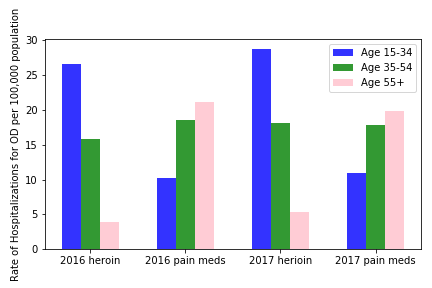 Rate of Hospitalizations for OD per 100,000 population
30
25
20
15
10
5
0
Age 15-34
Age 35-54
Age 55+
2016 heroin
2016 pain meds
2017 herioin
2017 pain meds